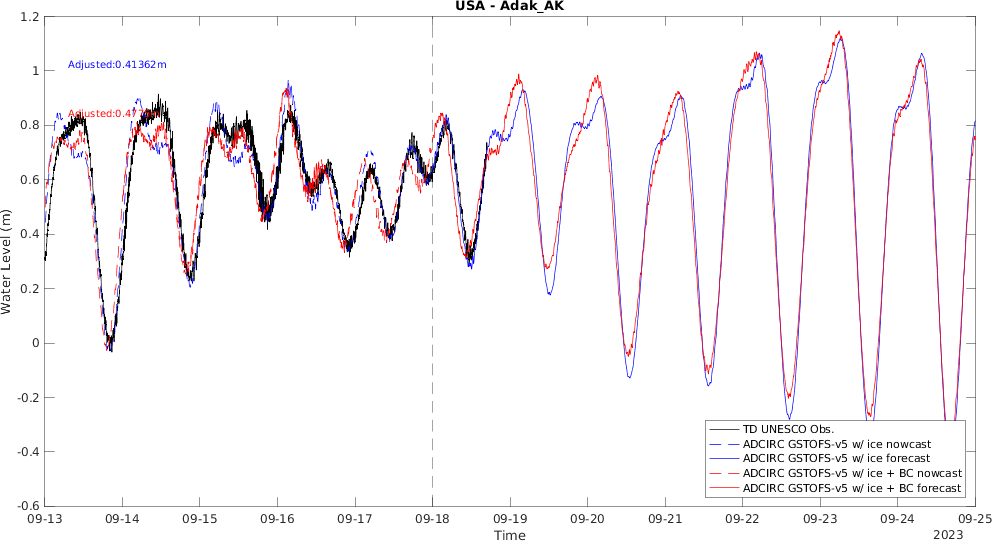 USA - Adak_AK
1.2
1
0.8
0.6
0.4
0.2
0
-0.2
-0.4
-0.6
Water Level (m)
Adjusted:0.41362m
Adjusted:0.47
TD UNESCO Obs.
ADCIRC GSTOFS-v5 w/ ice nowcast
ADCIRC GSTOFS-v5 w/ ice forecast
ADCIRC GSTOFS-v5 w/ ice + BC nowcast
ADCIRC GSTOFS-v5 w/ ice + BC forecast
09-13 09-14 09-15 09-16 09-17 09-18 09-19 09-20 09-21 09-22 09-23 09-24 09-25
Time
2023